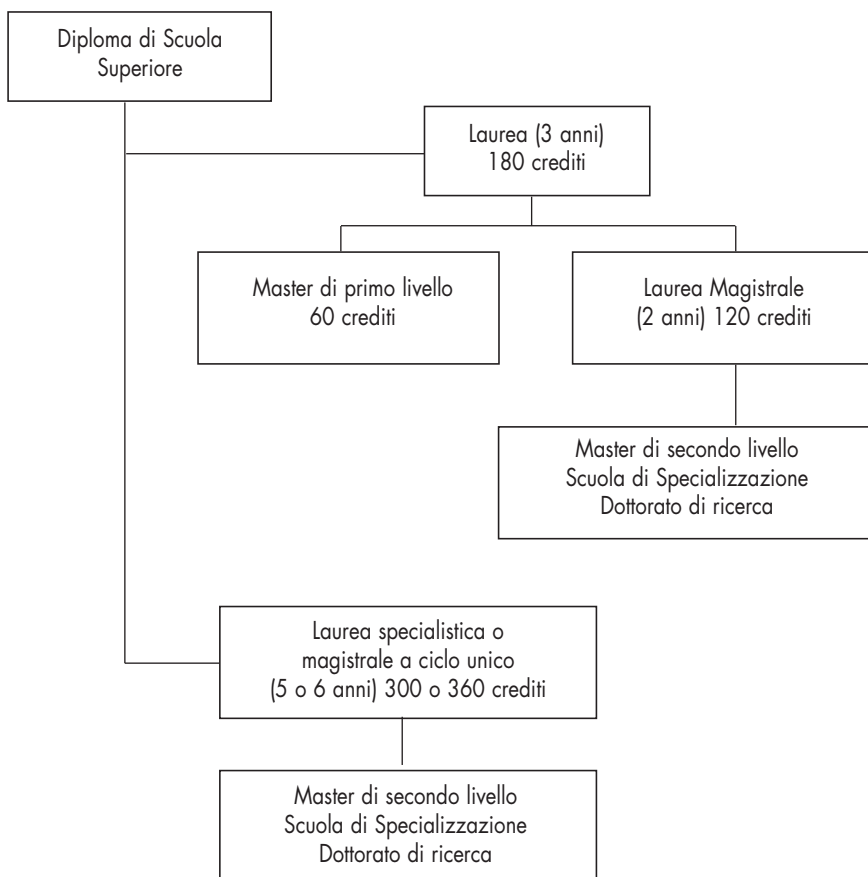 Diploma di Scuola
Superiore
Laurea (3 anni)
180 crediti
Master di primo livello
60 crediti
Laurea Magistrale
(2 anni) 120 crediti
Master di secondo livello
Scuola di Specializzazione
Dottorato di ricerca
Laurea specialistica o
magistrale a ciclo unico
(5 o 6 anni) 300 o 360 crediti
Master di secondo livello
Scuola di Specializzazione
Dottorato di ricerca